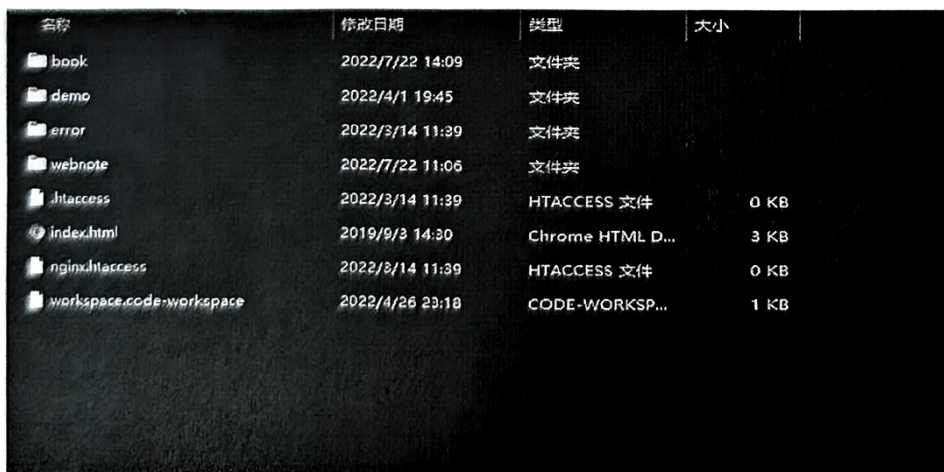 名称 修改日期 类型 大小
book 2022/7/22 14:09 文件夹
demo 2022/4/1 19:45 文件夹
error 2022/3/14 11:39 文件夹
webnote 2022/7/22 11:06 文件夹
.htaccess 2022/3/14 11:39 HTACCESS 文件 0 KB
index.html 2019/9/3 14:30 Chrome HTML D... 3 KB
nginx.htaccess 2022/3/14 11:39 HTACCESS 文件 0 KB
workspace.code-workspace 2022/4/26 23:18 CODE-WORKSP... 1 KB